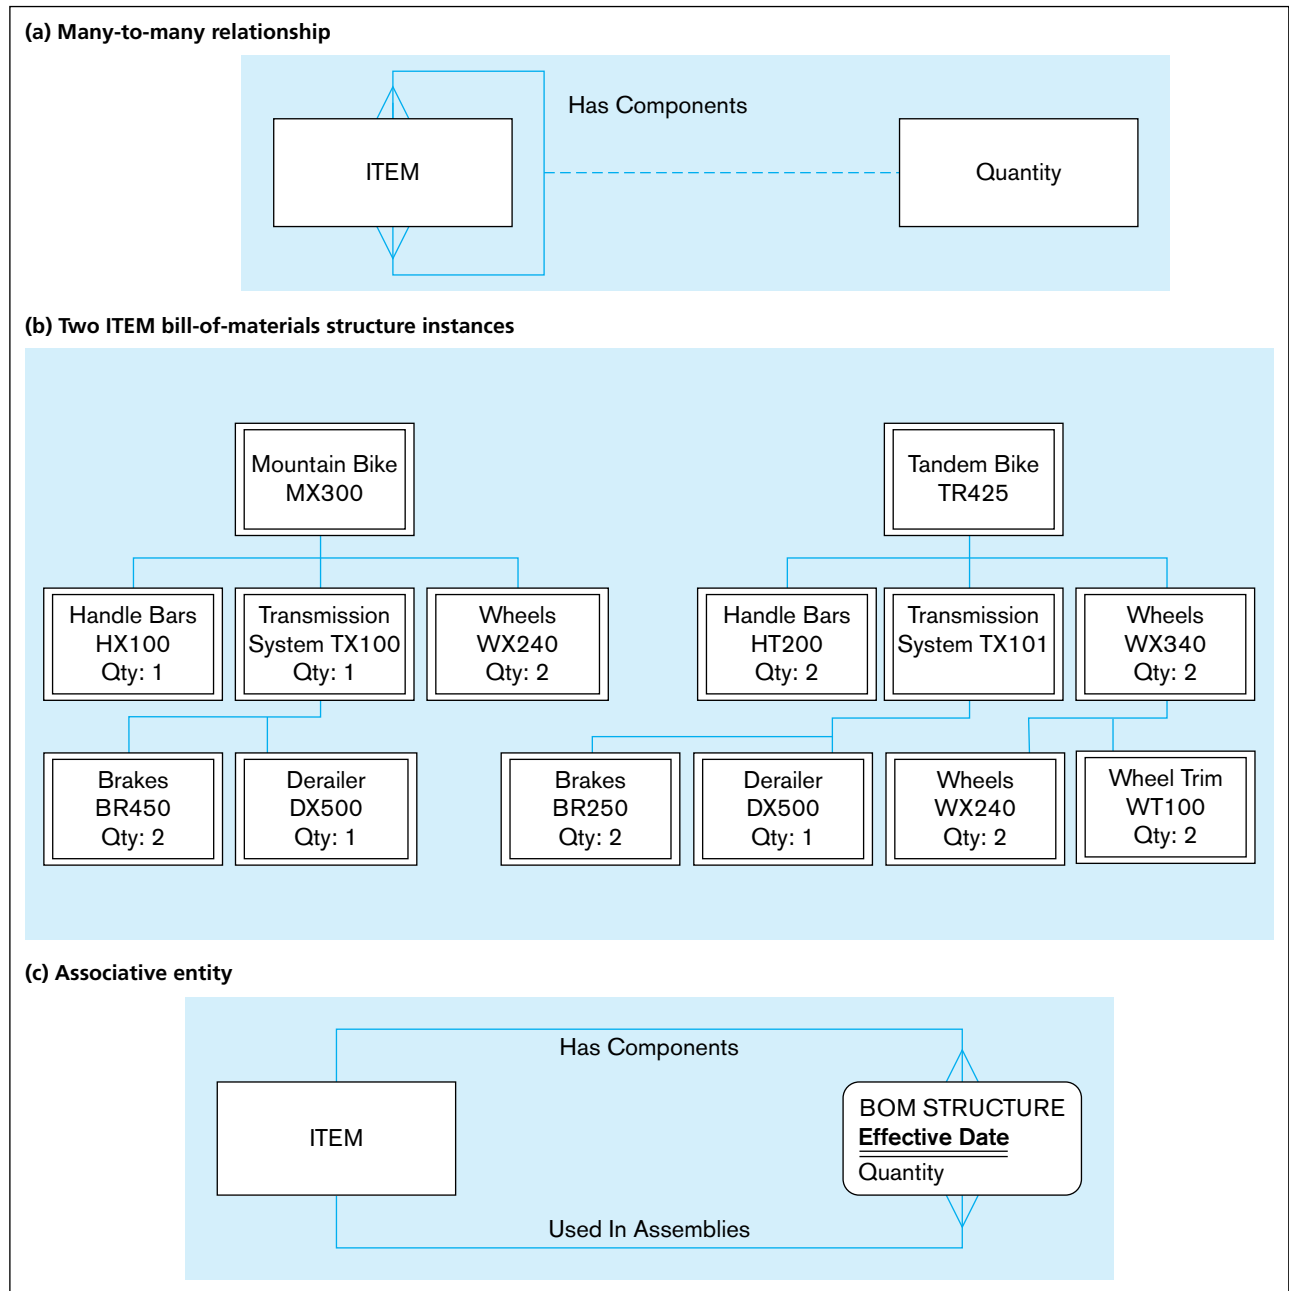 (a) Many-to-many relationship
Has Components
ITEM
Quantity
(b) Two ITEM bill-of-materials structure instances
Mountain Bike
MX300
Tandem Bike
TR425
Handle Bars
HX100
Qty: 1
Transmission
System TX100
Qty: 1
Wheels
WX240
Qty: 2
Handle Bars
HT200
Qty: 2
Transmission
System TX101
Wheels
WX340
Qty: 2
Brakes
BR450
Qty: 2
Derailer
DX500
Qty: 1
Brakes
BR250
Qty: 2
Derailer
DX500
Qty: 1
Wheels
WX240
Qty: 2
Wheel Trim
WT100
Qty: 2
(c) Associative entity
Has Components
ITEM
BOM STRUCTURE
Effective Date
Quantity
Used In Assemblies